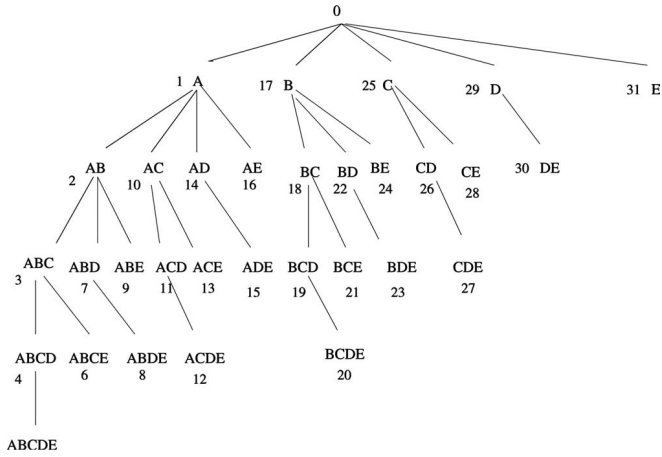 0
1 A 17 B 25 C 29 D 31 E
AB AC AD AE BC BD BE CD CE 30 DE
2 10 14 16 18 22 24 26 28
ABC ABD ABE ACD ACE ADE BCD BCE BDE CDE
3 7 9 11 13 15 19 21 23 27
ABCD ABCE ABDE ACDE BCDE
4 6 8 12 20
ABCDE